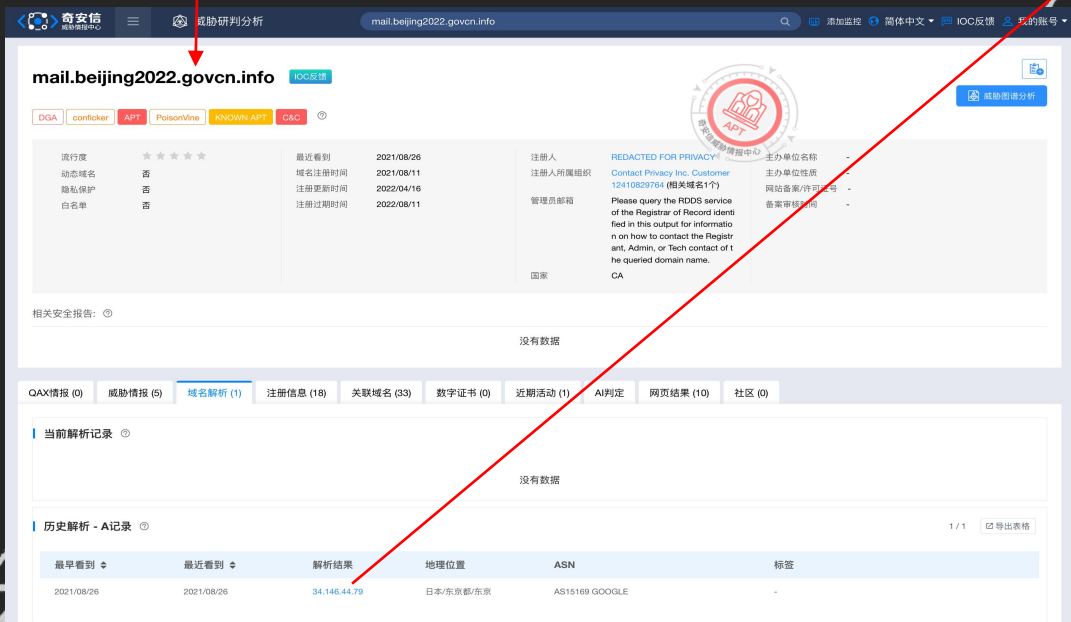 奇安信
威胁情报中心
威胁研判分析
mail.beijing2022.govcn.info
添加监控
简体中文
IOC反馈
我的账号
mail.beijing2022.govcn.info
IOC反馈
威胁图谱分析
DGA
conficker
APT
PoisonVine
KNOWN APT
C&C
APT
奇安信威胁情报中心
流行度
动态域名 否
隐私保护 否
白名单 否
最近看到 2021/08/26
域名注册时间 2021/08/11
注册更新时间 2022/04/16
注册过期时间 2022/08/11
注册人 REDACTED FOR PRIVACY
注册人所属组织 Contact Privacy Inc. Customer
12410829764 (相关域名1个)
管理员邮箱 Please query the RDDS service
of the Registrar of Record identi
fied in this output for informatio
n on how to contact the Registr
ant, Admin, or Tech contact of t
he queried domain name.
国家 CA
主办单位名称 -
主办单位性质 -
网站备案/许可证号 -
备案审核时间 -
相关安全报告:
没有数据
QAX情报 (0) 威胁情报 (5) 域名解析 (1) 注册信息 (18) 关联域名 (33) 数字证书 (0) 近期活动 (1) AI判定 网页结果 (10) 社区 (0)
当前解析记录
没有数据
历史解析 - A记录
1 / 1 导出表格
最早看到 最近看到 解析结果 地理位置 ASN 标签
2021/08/26 2021/08/26 34.146.44.79 日本/东京都/东京 AS15169 GOOGLE -